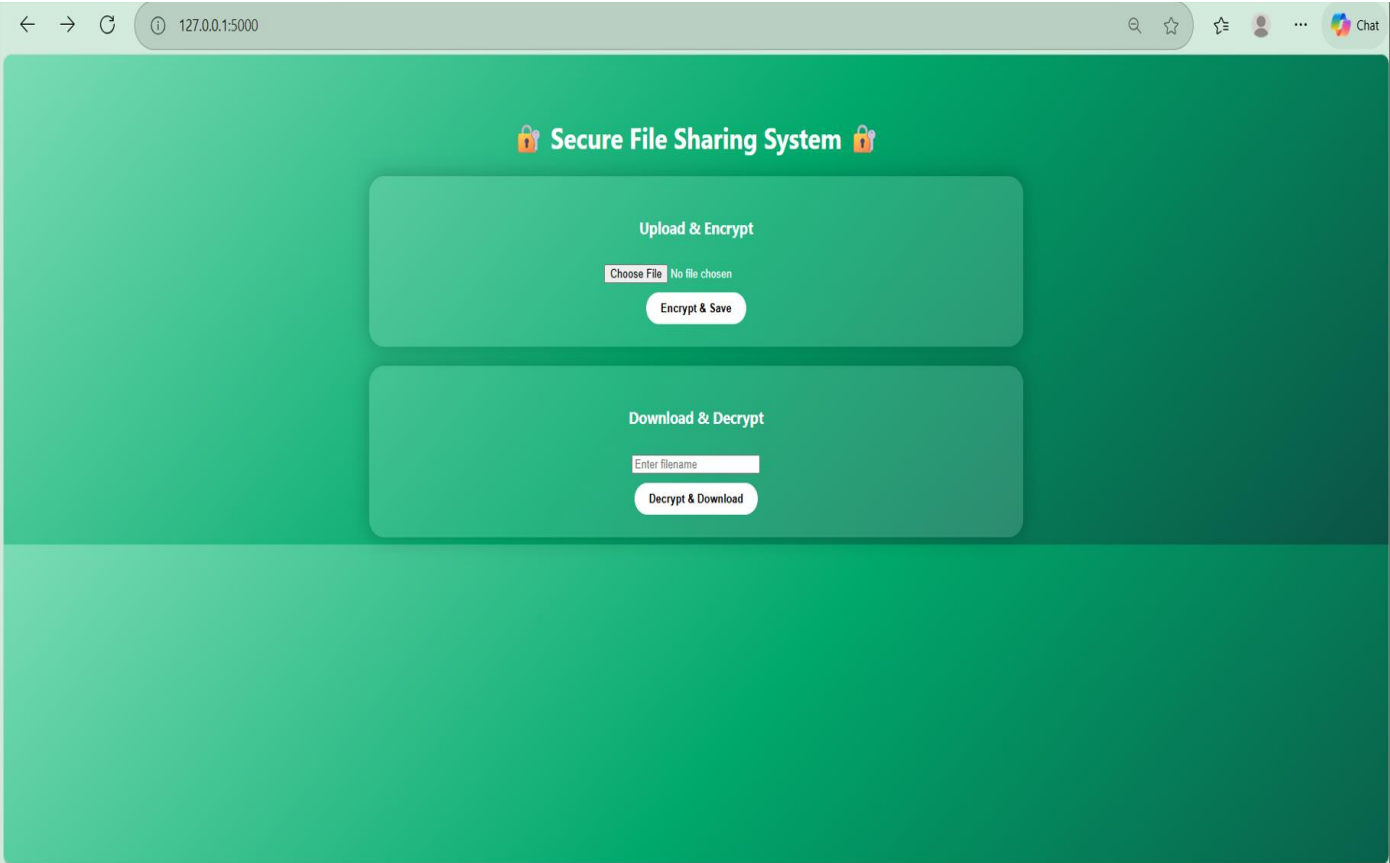 127.0.0.1:5000
Chat
🔐 Secure File Sharing System 🔐
Upload & Encrypt
Choose File No file chosen
Encrypt & Save
Download & Decrypt
Enter filename
Decrypt & Download